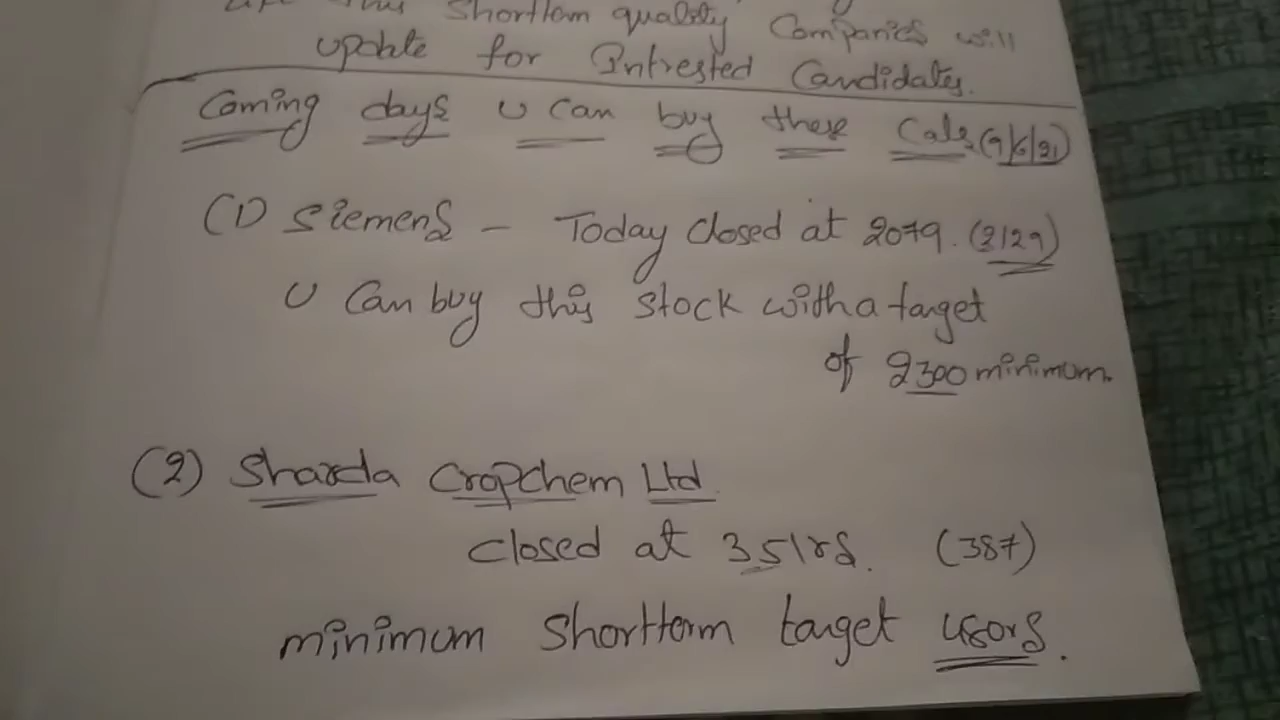 this Shortterm quality Companies will
update for Intrested Candidates.
Coming days u can buy these Calls (9/6/21)
(1) Siemens - Today closed at 2079. (2129)
U Can buy this stock with a target
of 2300 minimum.
(2) Sharda Cropchem Ltd
closed at 351rs. (387)
minimum Shortterm target 450rs.